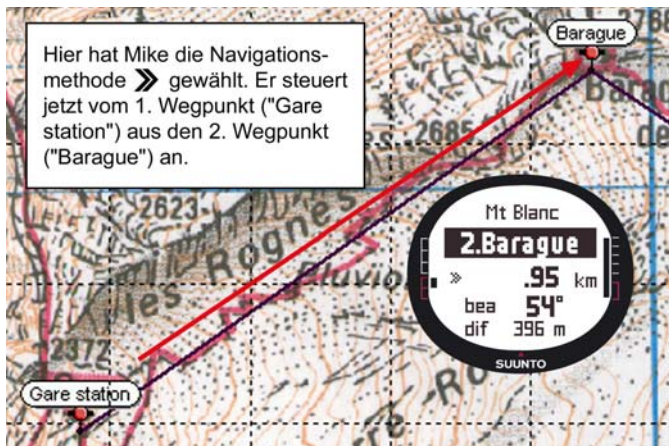 Hier hat Mike die Navigations-
methode » gewählt. Er steuert
jetzt vom 1. Wegpunkt ("Gare
station") aus den 2. Wegpunkt
("Barague") an.
Barague
2685
2623
les Rognes
Mt Blanc
2.Barague
» .95 km
bea 54°
dif 396 m
SUUNTO
2372
Gare station